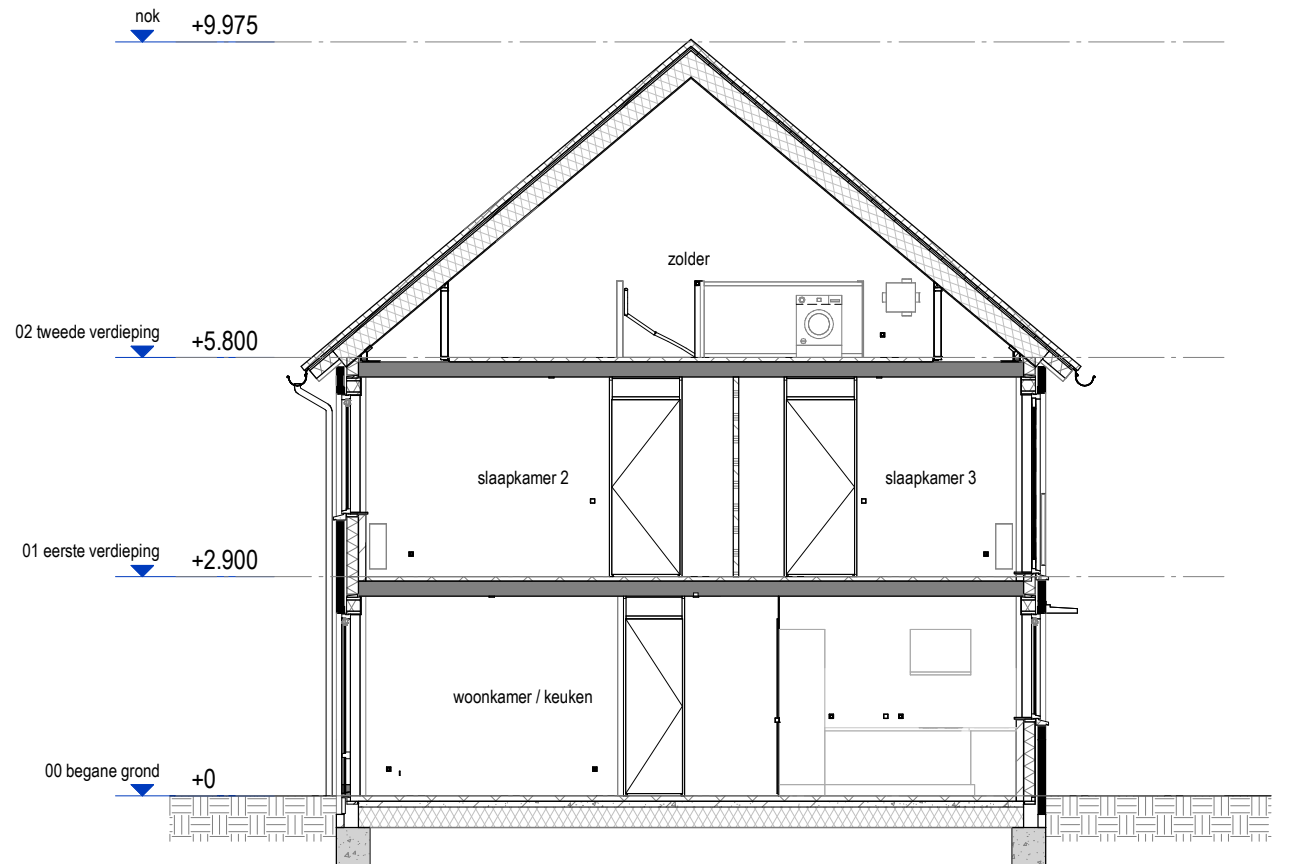 nok
+9.975
zolder
02 tweede verdieping
+5.800
slaapkamer 2
slaapkamer 3
01 eerste verdieping
+2.900
woonkamer / keuken
00 begane grond
+0